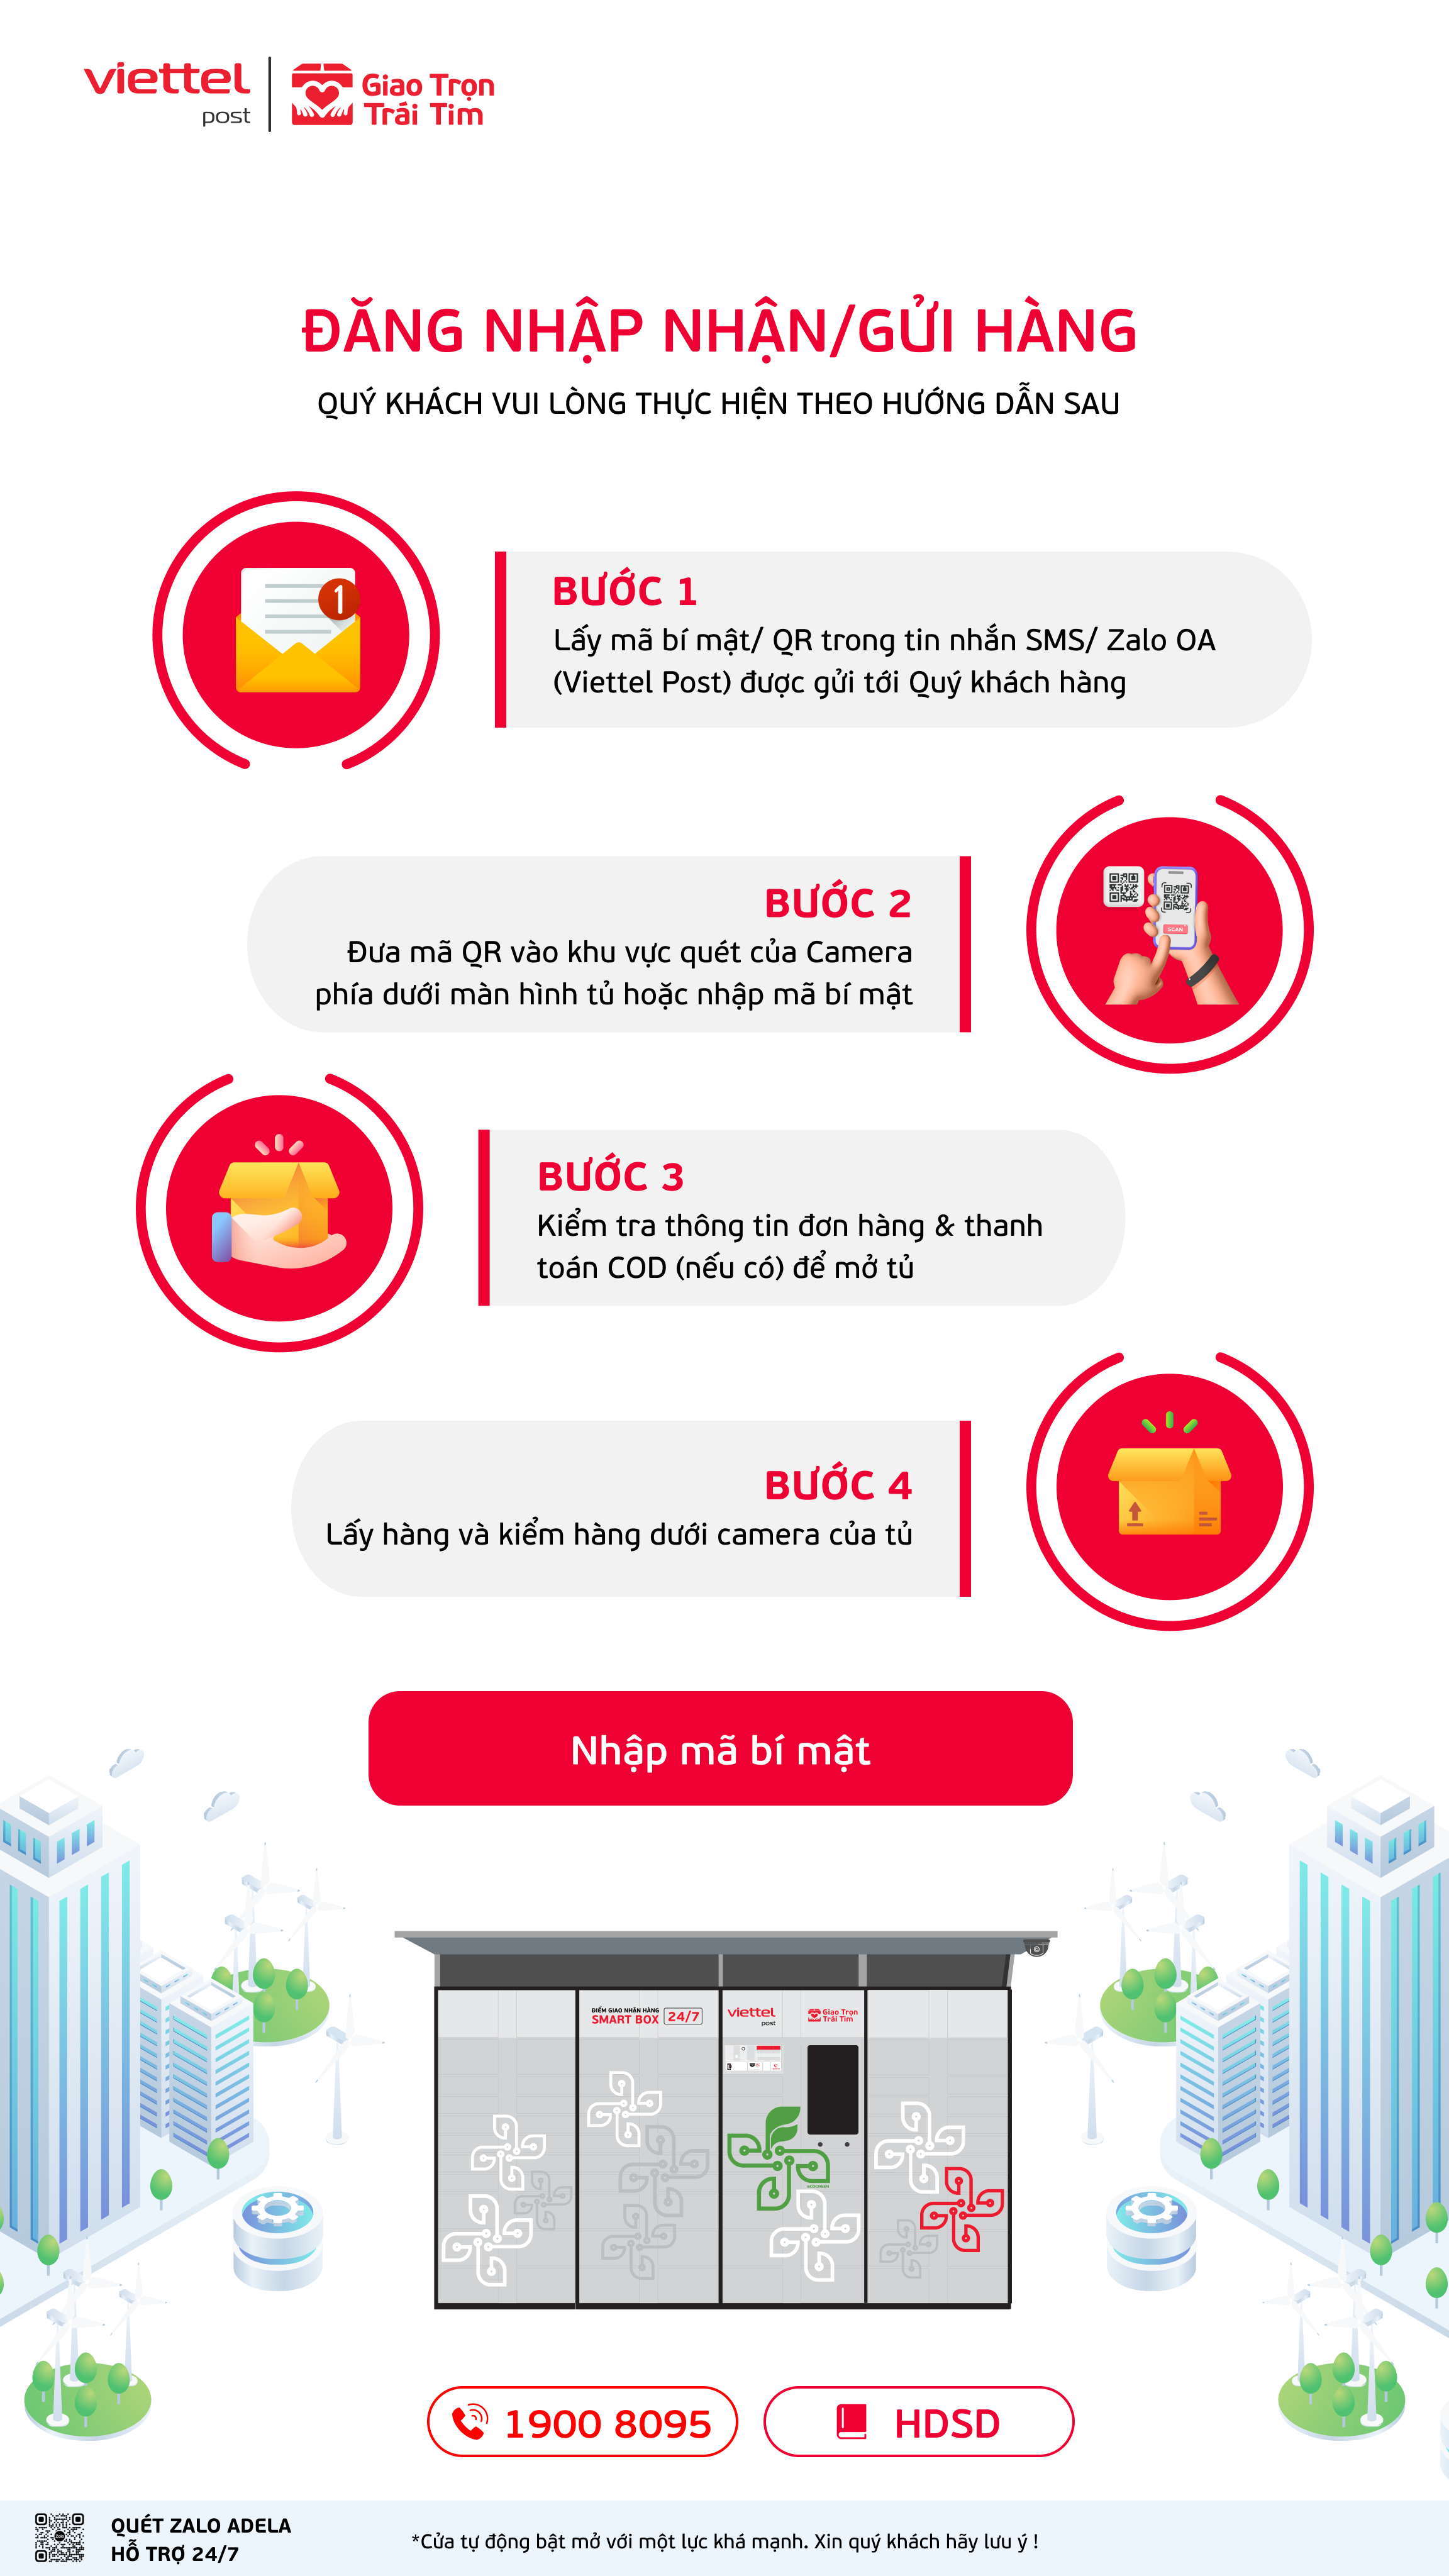 viettel
post
Giao Trọn
Trái Tim
ĐĂNG NHẬP NHẬN/GỬI HÀNG
QUÝ KHÁCH VUI LÒNG THỰC HIỆN THEO HƯỚNG DẪN SAU
1
BƯỚC 1
Lấy mã bí mật/ QR trong tin nhắn SMS/ Zalo OA
(Viettel Post) được gửi tới Quý khách hàng
BƯỚC 2
Đưa mã QR vào khu vực quét của Camera
phía dưới màn hình tủ hoặc nhập mã bí mật
SCAN
BƯỚC 3
Kiểm tra thông tin đơn hàng & thanh
toán COD (nếu có) để mở tủ
BƯỚC 4
Lấy hàng và kiểm hàng dưới camera của tủ
Nhập mã bí mật
ĐIỂM GIAO NHẬN HÀNG
SMART BOX 24/7
viettel
post
Giao Trọn
Trái Tim
1900 8095
HDSD
QUÉT ZALO ADELA
HỖ TRỢ 24/7
*Cửa tự động bật mở với một lực khá mạnh. Xin quý khách hãy lưu ý !